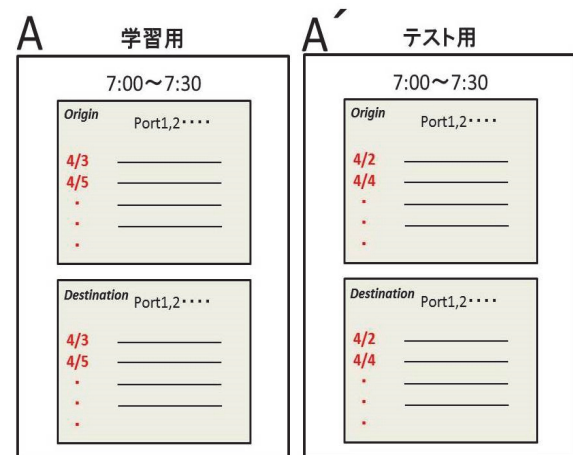 A 学習用
7:00～7:30
Origin
Port1,2････
4/3
4/5
・
・
・
Destination Port1,2････
4/3
4/5
・
・
・
A´ テスト用
7:00～7:30
Origin
Port1,2････
4/2
4/4
・
・
・
Destination Port1,2････
4/2
4/4
・
・
・